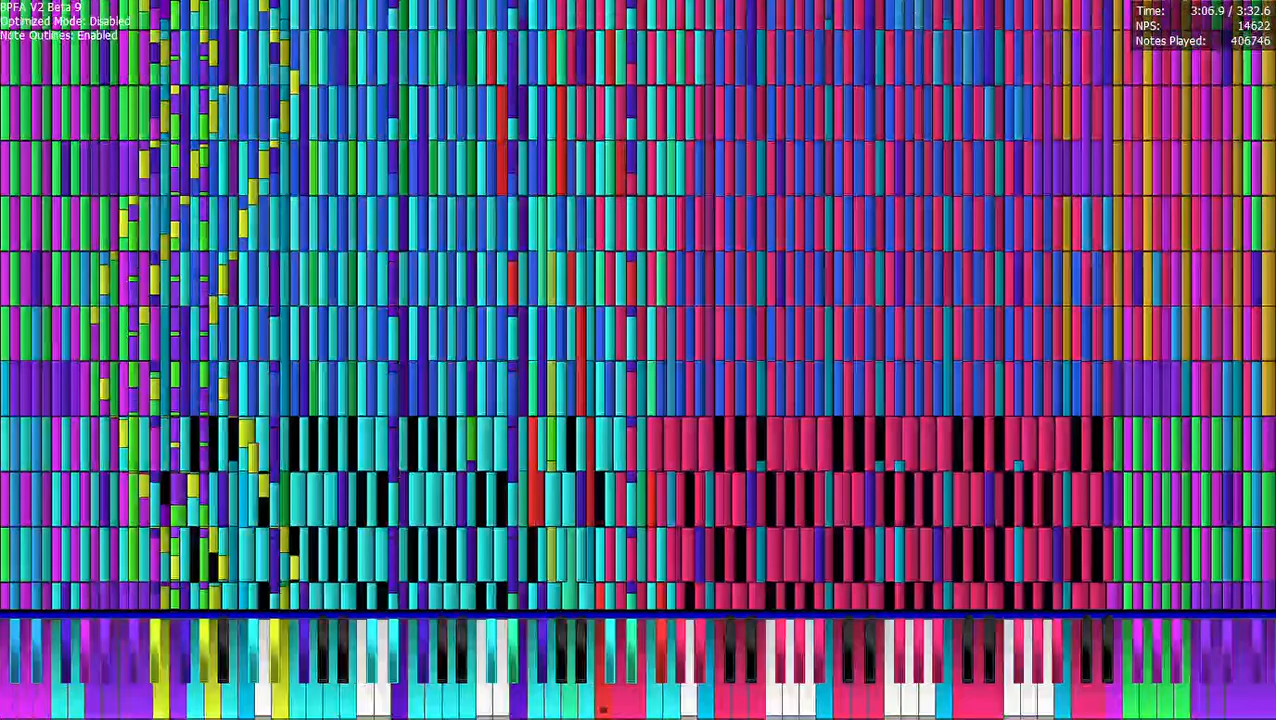 BPFA V2 Beta 9
Optimized Mode: Disabled
Note Outlines: Enabled
Time: 3:06.9 / 3:32.6
NPS: 14622
Notes Played: 406746